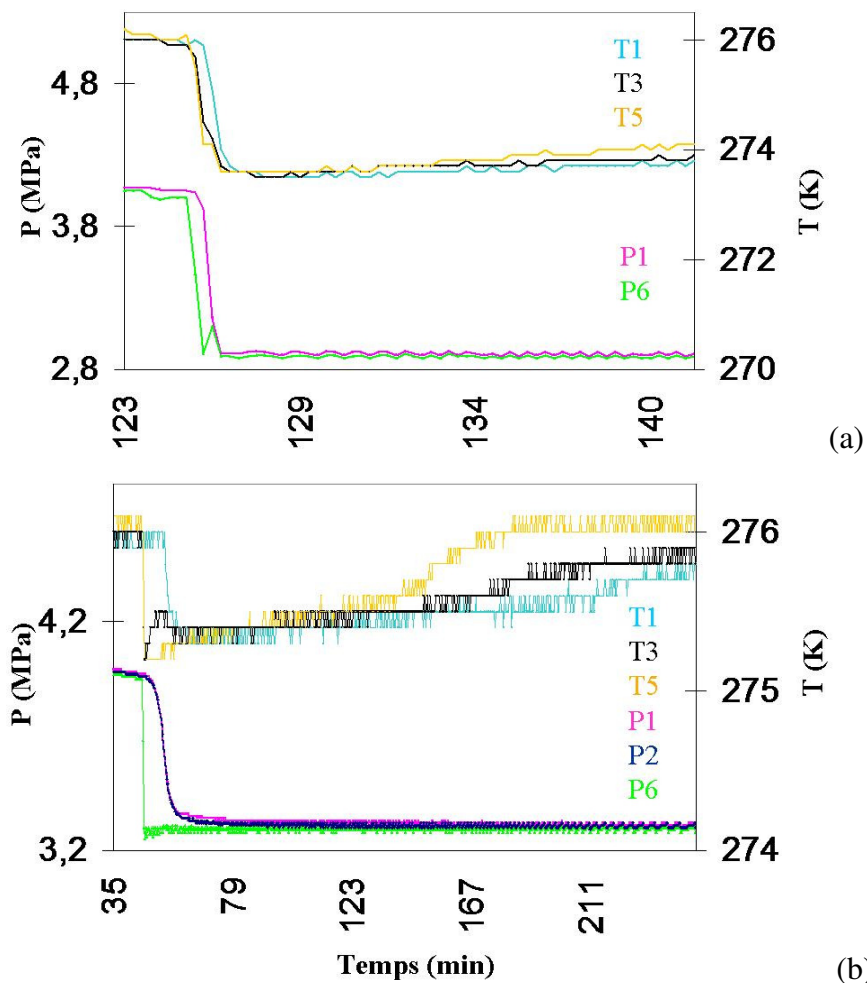 276
T1
T3
T5
4,8
P (MPa)
274
3,8
T (K)
272
P1
P6
2,8
270
123
129
134
140
(a)
276
4,2
P (MPa)
T1
T3
T5
P1
P2
P6
T (K)
275
3,2
274
35
79
123
167
211
Temps (min)
(b)